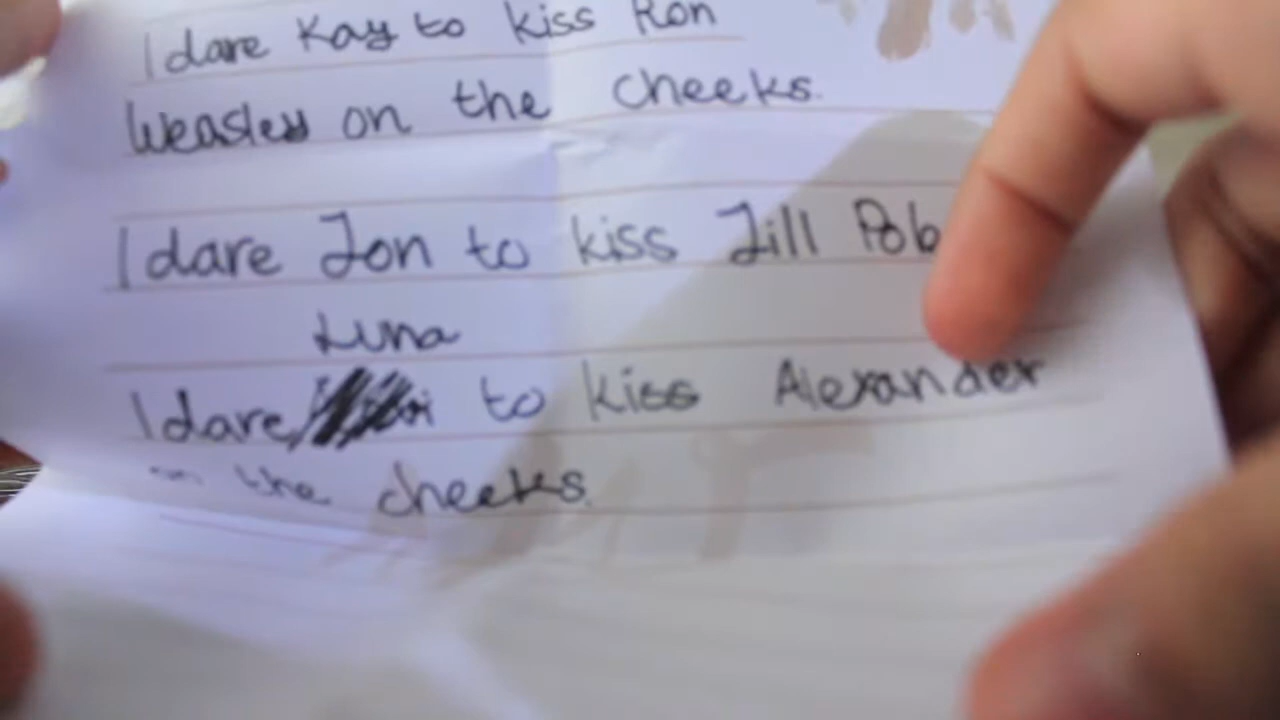 I dare Kay to kiss Ron
Weasley on the cheeks.
I dare Jon to kiss Jill Pob
Luna
I dare to kiss Alexander
on the cheeks.